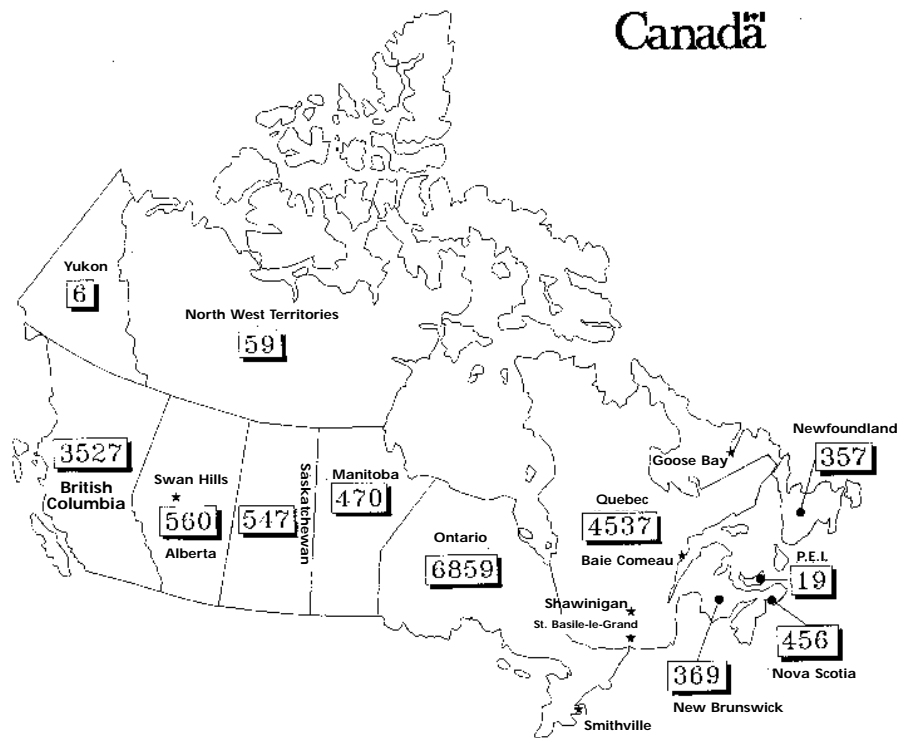 Canada
Yukon
6
North West Territories
59
3527
British
Columbia
Swan Hills
560
Alberta
547
Saskatchewan
Manitoba
470
Ontario
6859
Newfoundland
357
Goose Bay
Quebec
4537
Baie Comeau
P.E.I.
19
Shawinigan
St. Basile-le-Grand
456
Nova Scotia
369
New Brunswick
Smithville